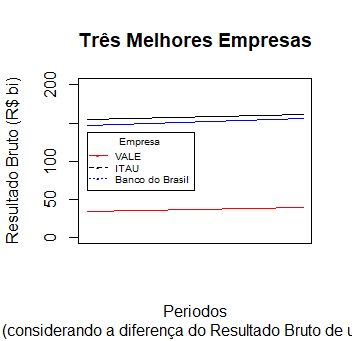 Três Melhores Empresas
Resultado Bruto (R$ bi)
200
100
50
0
Empresa
VALE
ITAU
Banco do Brasil
Periodos
(considerando a diferença do Resultado Bruto de u